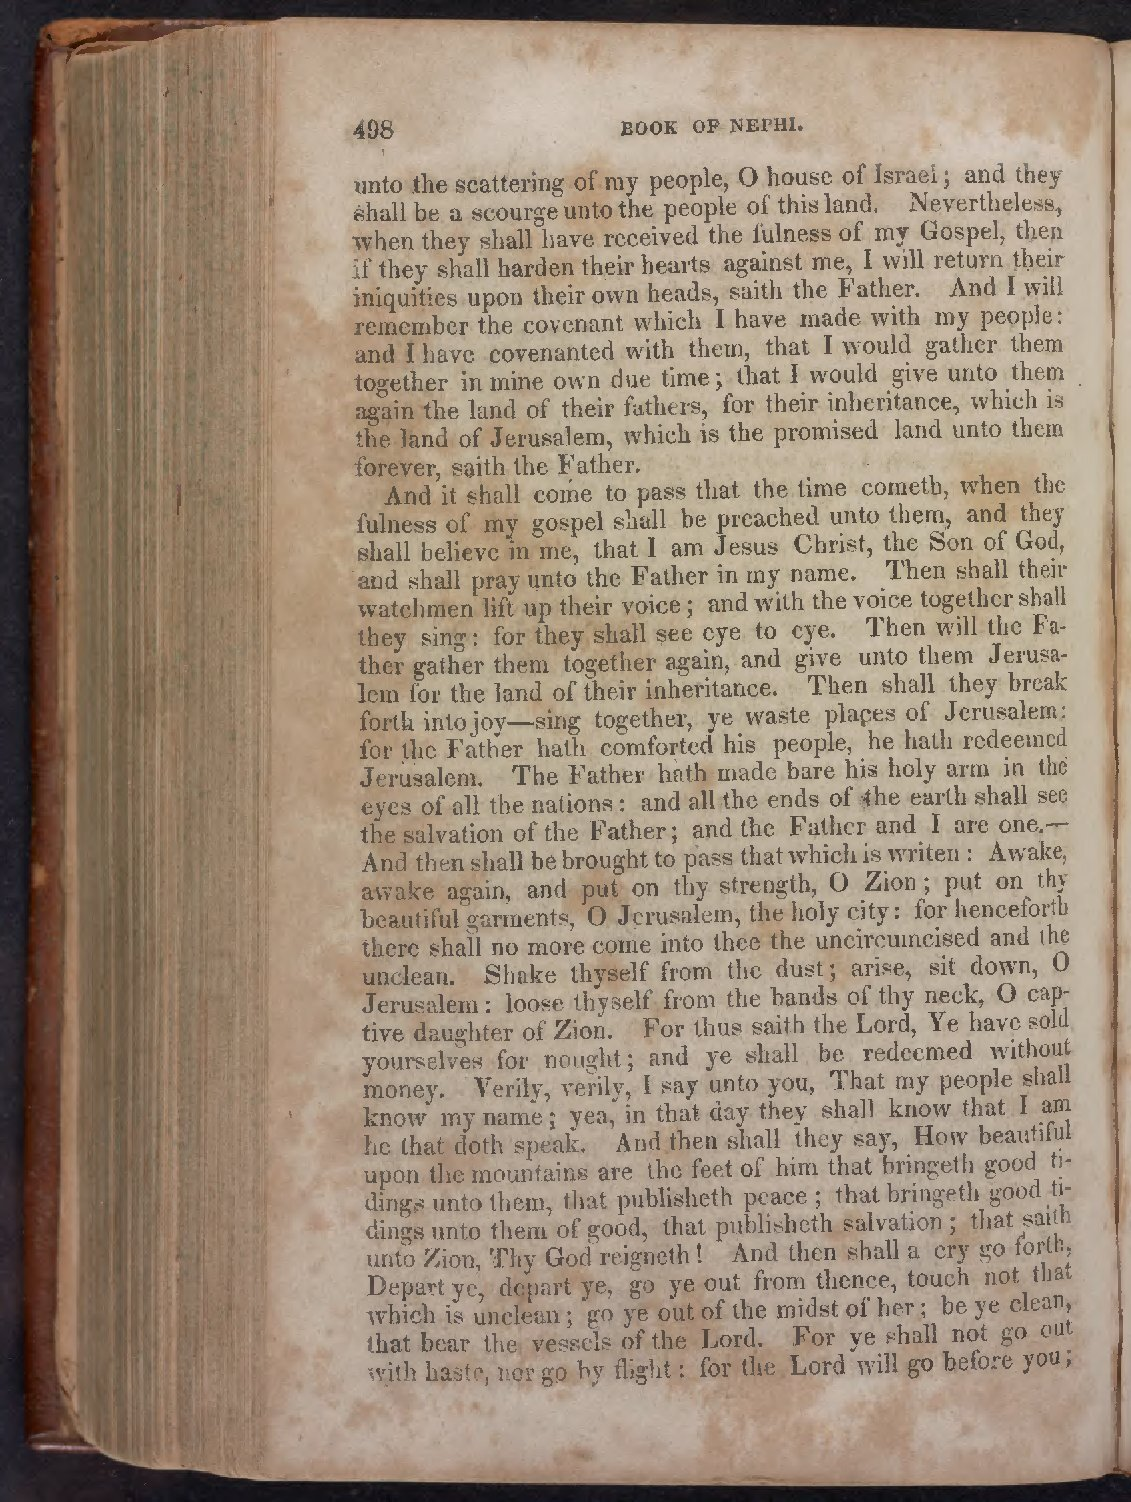 498 BOOK OF NEPHI.
unto the scattering of my people, O house of Israel; and they
shall be a scourge unto the people of this land. Nevertheless,
when they shall have received the fulness of my Gospel, then
if they shall harden their hearts against me, I will return their
iniquities upon their own heads, saith the Father. And I will
remember the covenant which I have made with my people:
and I have covenanted with them, that I would gather them
together in mine own due time; that I would give unto them
again the land of their fathers, for their inheritance, which is
the land of Jerusalem, which is the promised land unto them
forever, saith the Father.
And it shall come to pass that the time cometh, when the
fulness of my gospel shall be preached unto them, and they
shall believe in me, that I am Jesus Christ, the Son of God,
and shall pray unto the Father in my name. Then shall their
watchmen lift up their voice; and with the voice together shall
they sing: for they shall see eye to eye. Then will the Fa-
ther gather them together again, and give unto them Jerusa-
lem for the land of their inheritance. Then shall they break
forth into joy—sing together, ye waste places of Jerusalem:
for the Father hath comforted his people, he hath redeemed
Jerusalem. The Father hath made bare his holy arm in the
eyes of all the nations: and all the ends of the earth shall see
the salvation of the Father; and the Father and I are one.—
And then shall be brought to pass that which is writen: Awake,
awake again, and put on thy strength, O Zion; put on thy
beautiful garments, O Jerusalem, the holy city: for henceforth
there shall no more come into thee the uncircumcised and the
unclean. Shake thyself from the dust; arise, sit down, O
Jerusalem: loose thyself from the bands of thy neck, O cap-
tive daughter of Zion. For thus saith the Lord, Ye have sold
yourselves for nought; and ye shall be redeemed without
money. Verily, verily, I say unto you, That my people shall
know my name; yea, in that day they shall know that I am
he that doth speak. And then shall they say, How beautiful
upon the mountains are the feet of him that bringeth good ti-
dings unto them, that publisheth peace; that bringeth good ti-
dings unto them of good, that publisheth salvation; that saith
unto Zion, Thy God reigneth! And then shall a cry go forth,
Depart ye, depart ye, go ye out from thence, touch not that
which is unclean; go ye out of the midst of her; be ye clean,
that bear the vessels of the Lord. For ye shall not go out
with haste, nor go by flight: for the Lord will go before you;